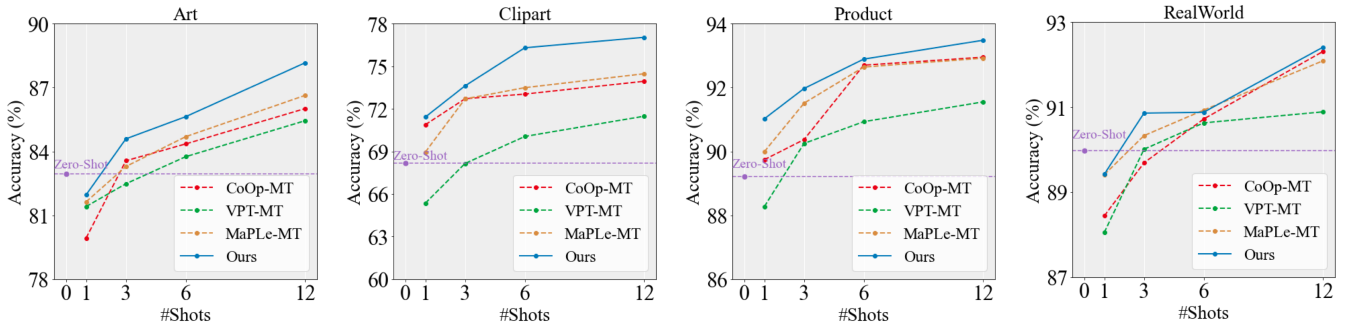 Art
90
87
84
81
78
Accuracy (%)
Zero-Shot
CoOp-MT
VPT-MT
MaPLe-MT
Ours
0 1 3 6 12
#Shots
Clipart
78
75
72
69
66
63
60
Accuracy (%)
Zero-Shot
CoOp-MT
VPT-MT
MaPLe-MT
Ours
0 1 3 6 12
#Shots
Product
94
92
90
88
86
Accuracy (%)
Zero-Shot
CoOp-MT
VPT-MT
MaPLe-MT
Ours
0 1 3 6 12
#Shots
RealWorld
93
91
89
87
Accuracy (%)
Zero-Shot
CoOp-MT
VPT-MT
MaPLe-MT
Ours
0 1 3 6 12
#Shots